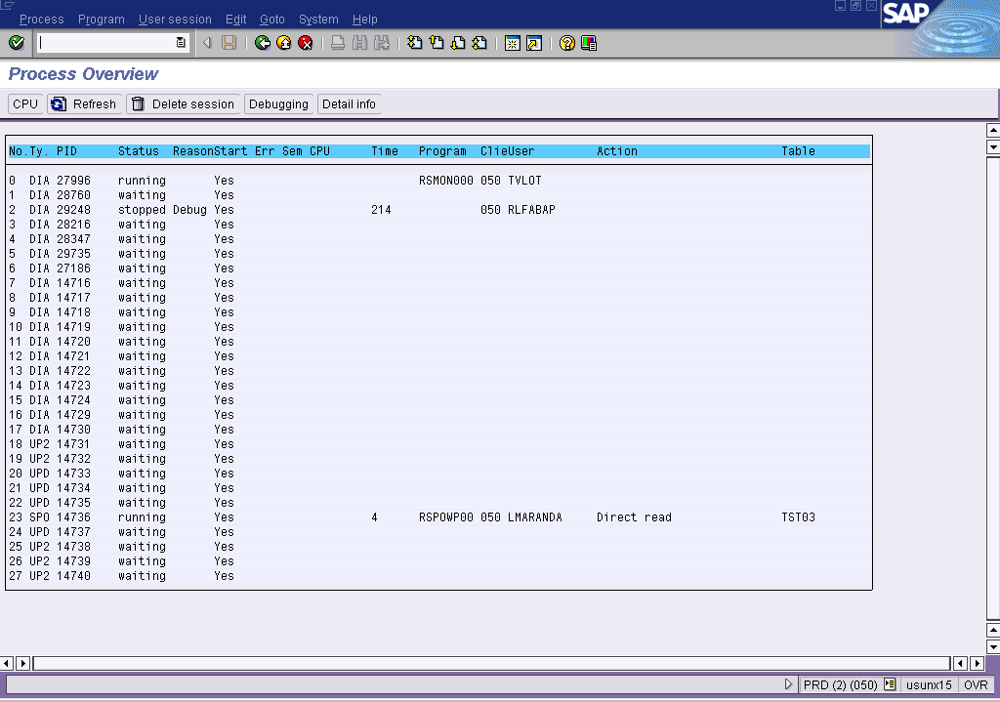 Process Program User session Edit Goto System Help
SAP
Process Overview
CPU Refresh Delete session Debugging Detail info
No. Ty. PID Status Reason Start Err Sem CPU Time Program Clie User Action Table
0 DIA 27996 running Yes RSMON000 050 TVLOT
1 DIA 28760 waiting Yes
2 DIA 29248 stopped Debug Yes 214 050 RLFABAP
3 DIA 28216 waiting Yes
4 DIA 28347 waiting Yes
5 DIA 29735 waiting Yes
6 DIA 27186 waiting Yes
7 DIA 14716 waiting Yes
8 DIA 14717 waiting Yes
9 DIA 14718 waiting Yes
10 DIA 14719 waiting Yes
11 DIA 14720 waiting Yes
12 DIA 14721 waiting Yes
13 DIA 14722 waiting Yes
14 DIA 14723 waiting Yes
15 DIA 14724 waiting Yes
16 DIA 14729 waiting Yes
17 DIA 14730 waiting Yes
18 UP2 14731 waiting Yes
19 UP2 14732 waiting Yes
20 UPD 14733 waiting Yes
21 UPD 14734 waiting Yes
22 UPD 14735 waiting Yes
23 SPO 14736 running Yes 4 RSPOWP00 050 LMARANDA Direct read TST03
24 UPD 14737 waiting Yes
25 UP2 14738 waiting Yes
26 UP2 14739 waiting Yes
27 UP2 14740 waiting Yes
PRD (2) (050) usunx15 OVR